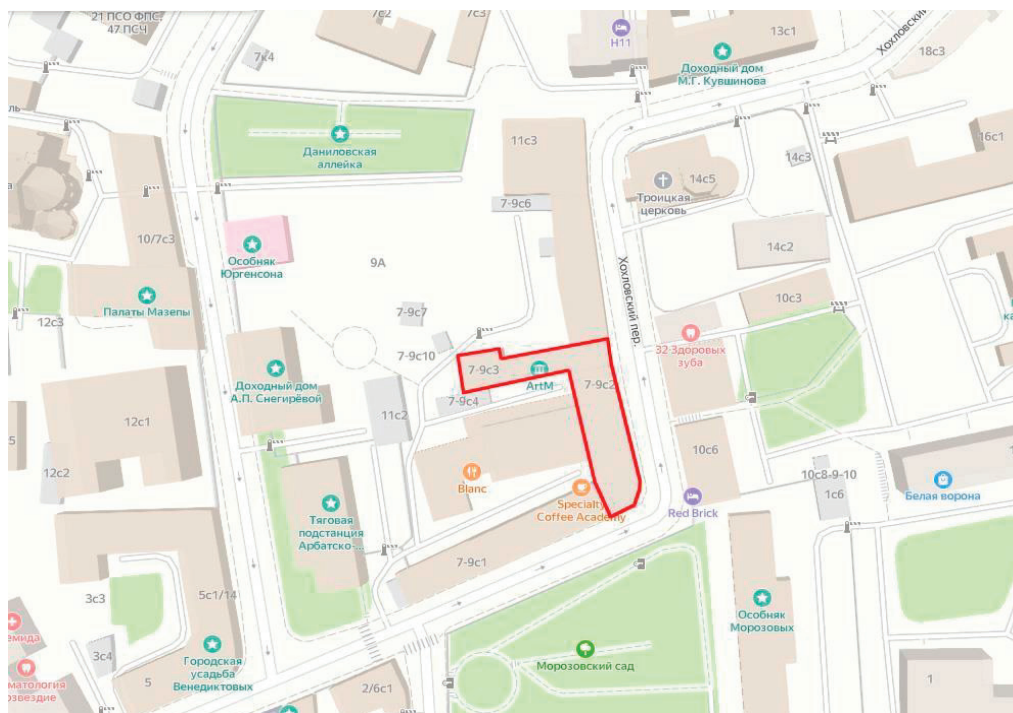 21 ПСО ФПС,
47 ПСЧ
7с2
7с3
7с4
Н11
13с1
Хохловский
18с3
Доходный дом
М.Г. Кувшинова
Даниловская
аллейка
11с3
14с3
16с1
14с5
Троицкая
церковь
7-9с6
10/7с3
Особняк
Юргенсона
9А
14с2
Хохловский пер.
Палаты Мазепы
12с3
10с3
7-9с7
7-9с10
32 Здоровых
зуба
7-9с3
ArtM
7-9с2
Доходный дом
А.П. Снегирёвой
7-9с4
11с2
12с1
5
12с2
10с6
Blanc
Specialty
Coffee Academy
Red Brick
10с8-9-10
1с6
Белая ворона
Тяговая
подстанция
Арбатско-...
7-9с1
3с3
5с1/14
3с4
Особняк
Морозовых
Городская
усадьба
Венедиктовых
5
Морозовский сад
2/6с1
1